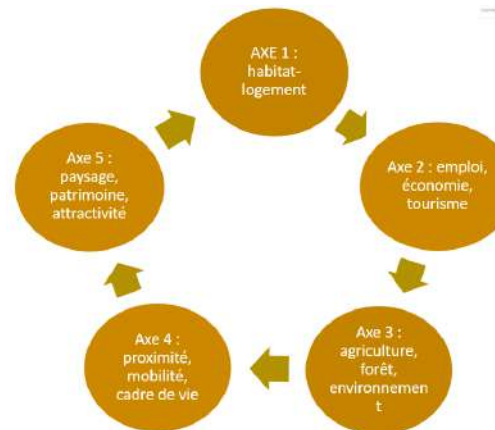 AXE 1 :
habitat-
logement
Axe 2 : emploi,
économie,
tourisme
Axe 3 :
agriculture,
forêt,
environnemen
t
Axe 4 :
proximité,
mobilité,
cadre de vie
Axe 5 :
paysage,
patrimoine,
attractivité